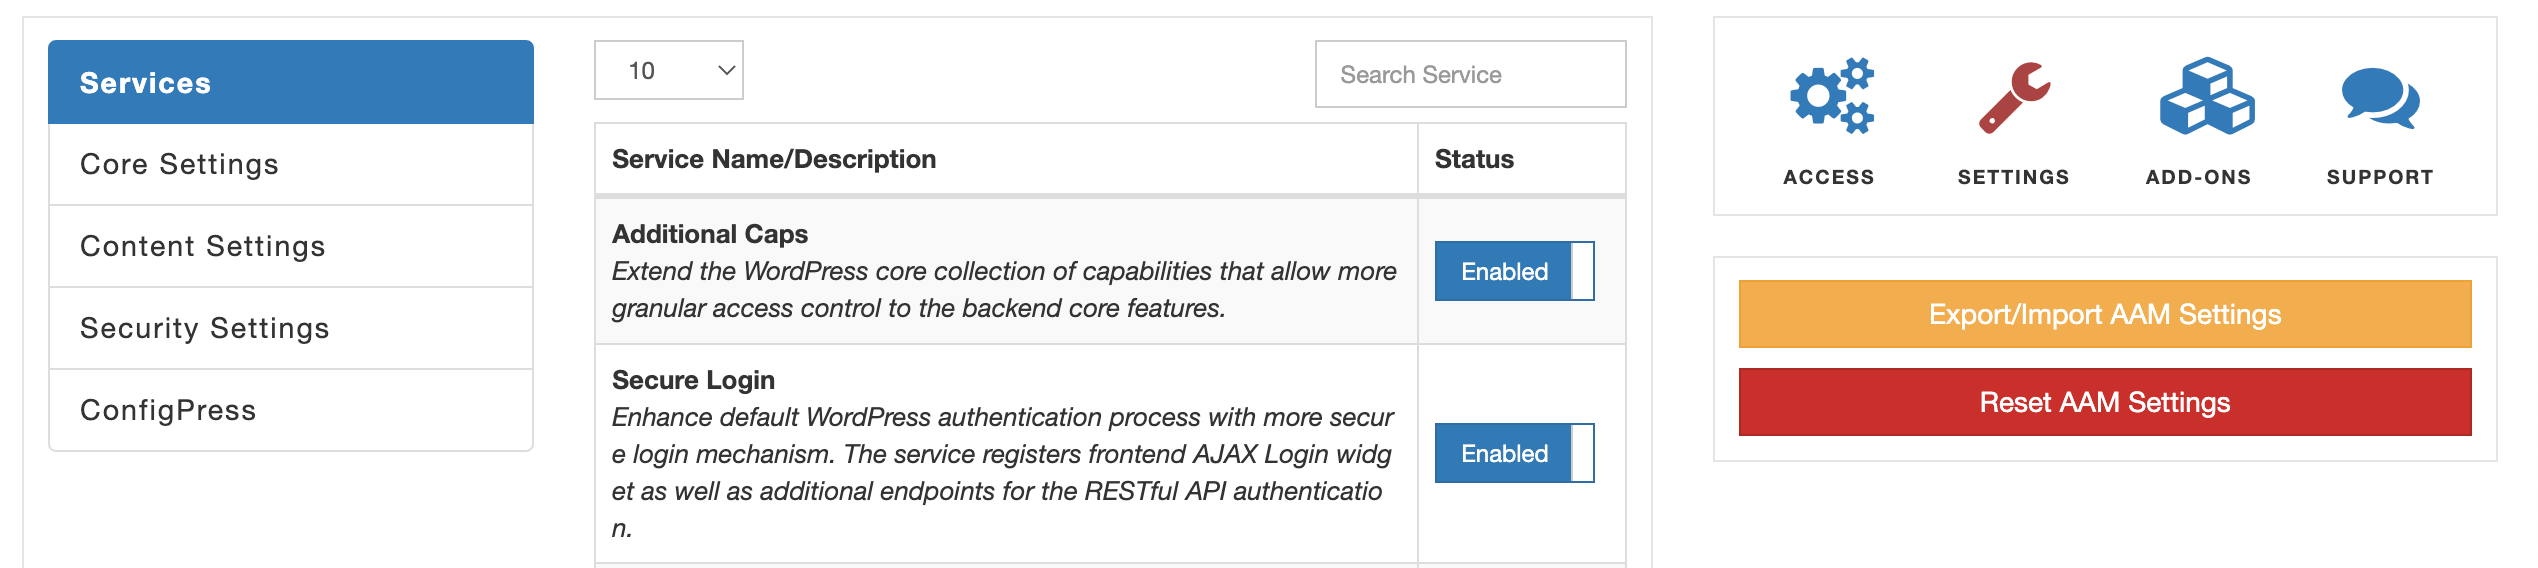 Services
Core Settings
Content Settings
Security Settings
ConfigPress
10
Search Service
Service Name/Description
Status
Additional Caps
Extend the WordPress core collection of capabilities that allow more
granular access control to the backend core features.
Enabled
Secure Login
Enhance default WordPress authentication process with more secur
e login mechanism. The service registers frontend AJAX Login widg
et as well as additional endpoints for the RESTful API authenticatio
n.
Enabled
ACCESS
SETTINGS
ADD-ONS
SUPPORT
Export/Import AAM Settings
Reset AAM Settings